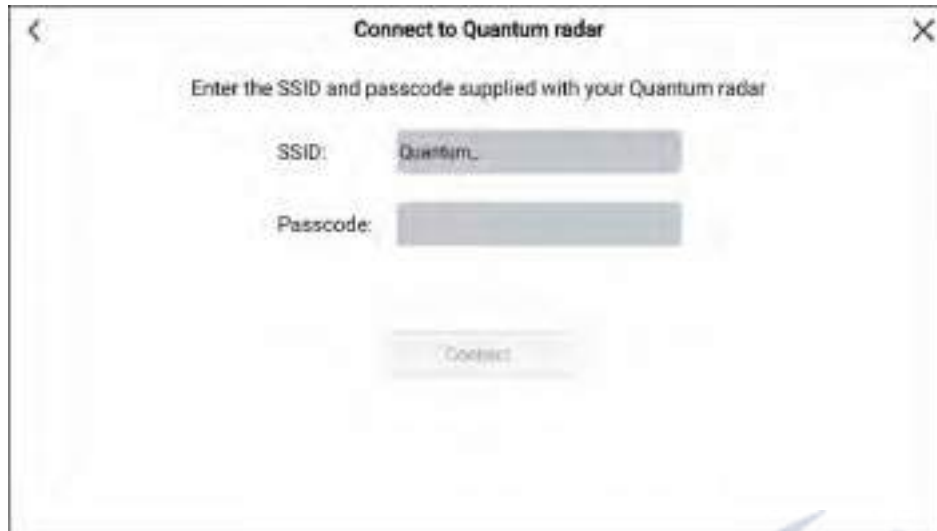 Connect to Quantum radar
Enter the SSID and passcode supplied with your Quantum radar
SSID: Quantum_
Passcode:
Connect